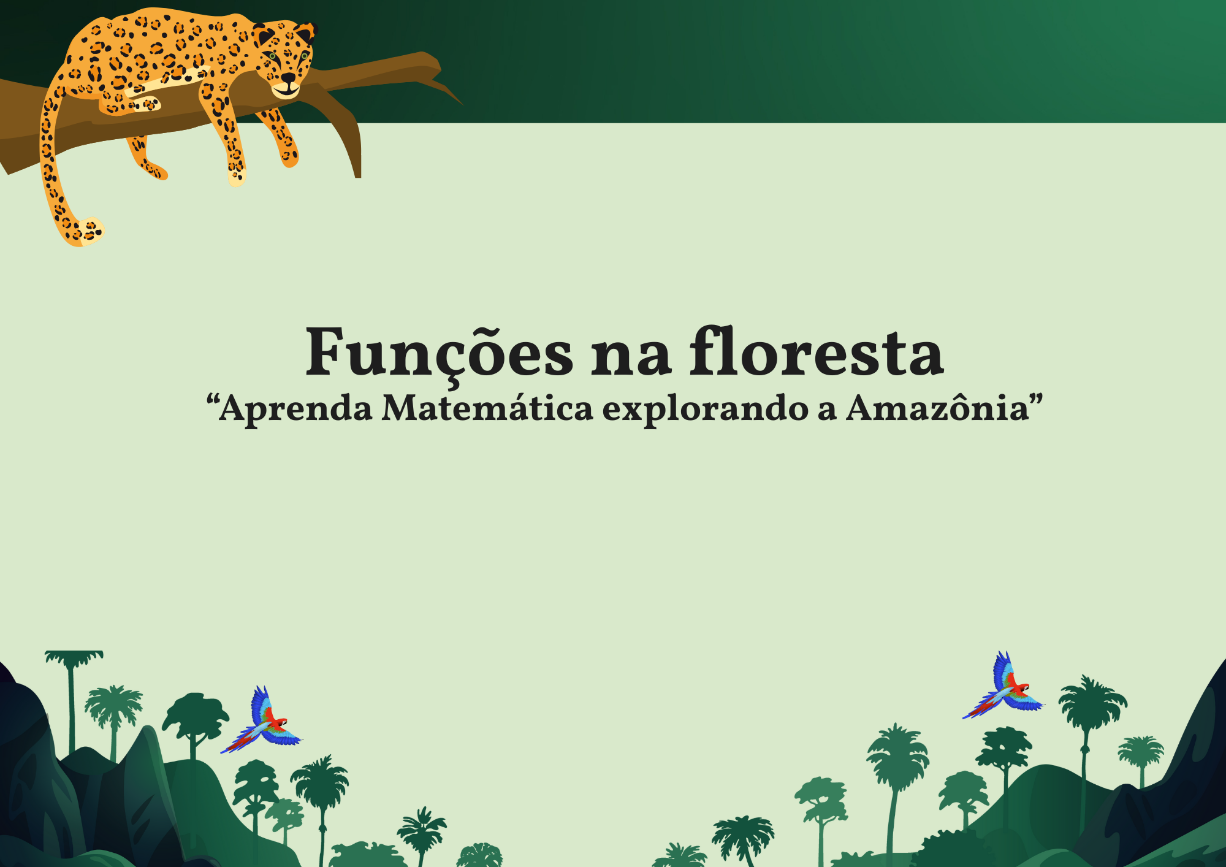 Funções na floresta
“Aprenda Matemática explorando a Amazônia”